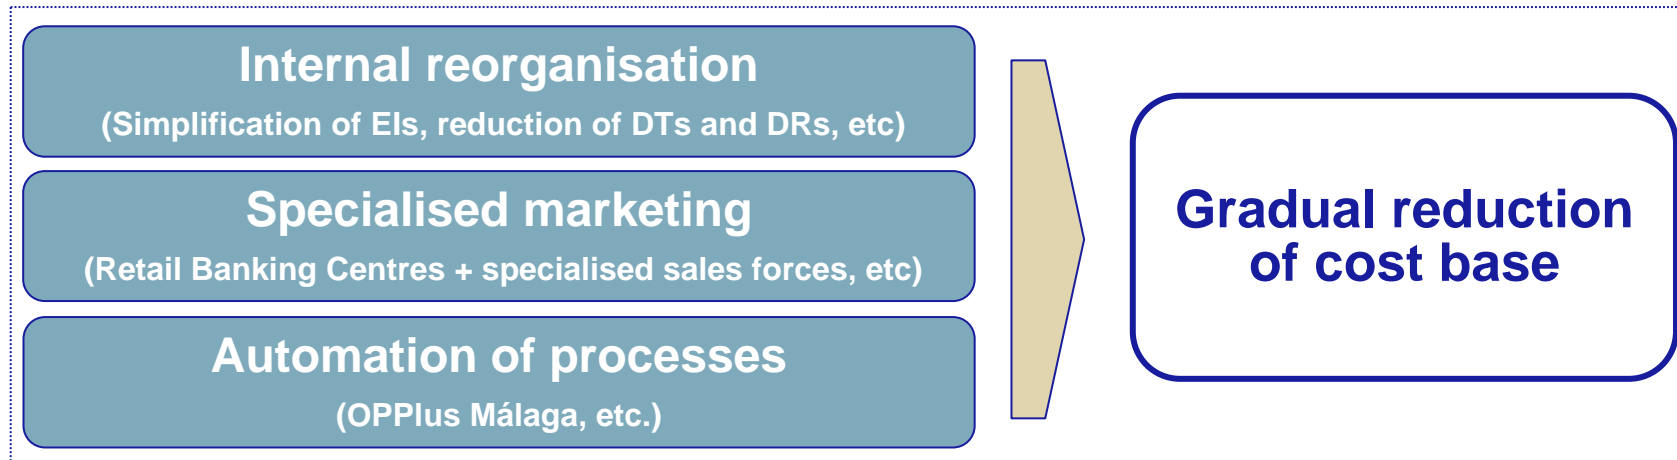 Internal reorganisation
(Simplification of EIs, reduction of DTs and DRs, etc)
Specialised marketing
(Retail Banking Centres + specialised sales forces, etc)
Automation of processes
(OPPlus Málaga, etc.)
Gradual reduction
of cost base